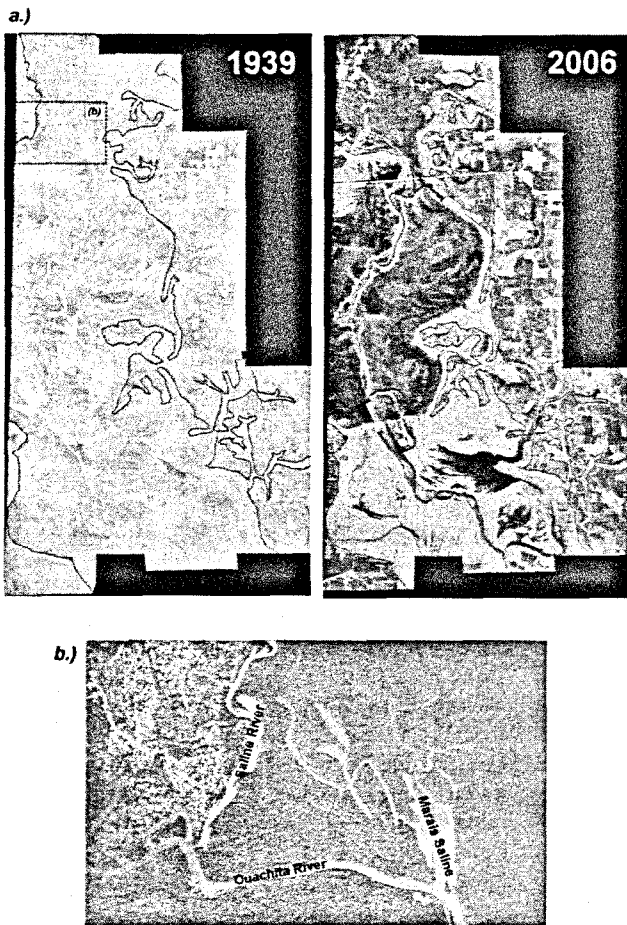 a.)
1939
2006
(b)
b.)
Saline River
Marais Saline
Ouachita River